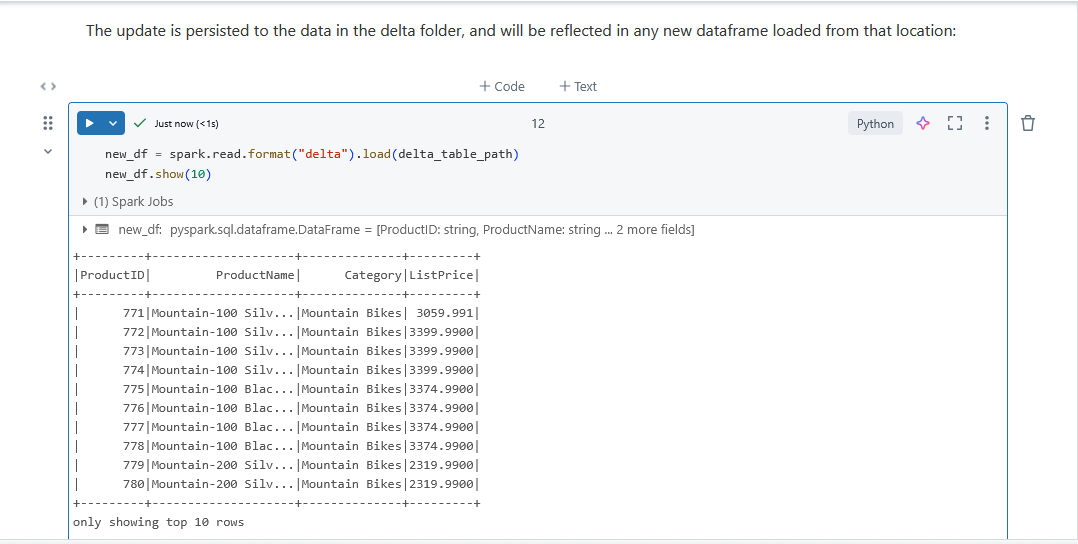 The update is persisted to the data in the delta folder, and will be reflected in any new dataframe loaded from that location:
+ Code + Text
Just now (<1s) 12 Python
new_df = spark.read.format("delta").load(delta_table_path)
new_df.show(10)
(1) Spark Jobs
new_df: pyspark.sql.dataframe.DataFrame = [ProductID: string, ProductName: string ... 2 more fields]
+---------+--------------------+--------------+---------+
|ProductID|         ProductName|      Category|ListPrice|
+---------+--------------------+--------------+---------+
|      771|Mountain-100 Silv...|Mountain Bikes| 3059.991|
|      772|Mountain-100 Silv...|Mountain Bikes|3399.9900|
|      773|Mountain-100 Silv...|Mountain Bikes|3399.9900|
|      774|Mountain-100 Silv...|Mountain Bikes|3399.9900|
|      775|Mountain-100 Blac...|Mountain Bikes|3374.9900|
|      776|Mountain-100 Blac...|Mountain Bikes|3374.9900|
|      777|Mountain-100 Blac...|Mountain Bikes|3374.9900|
|      778|Mountain-100 Blac...|Mountain Bikes|3374.9900|
|      779|Mountain-200 Silv...|Mountain Bikes|2319.9900|
|      780|Mountain-200 Silv...|Mountain Bikes|2319.9900|
+---------+--------------------+--------------+---------+
only showing top 10 rows